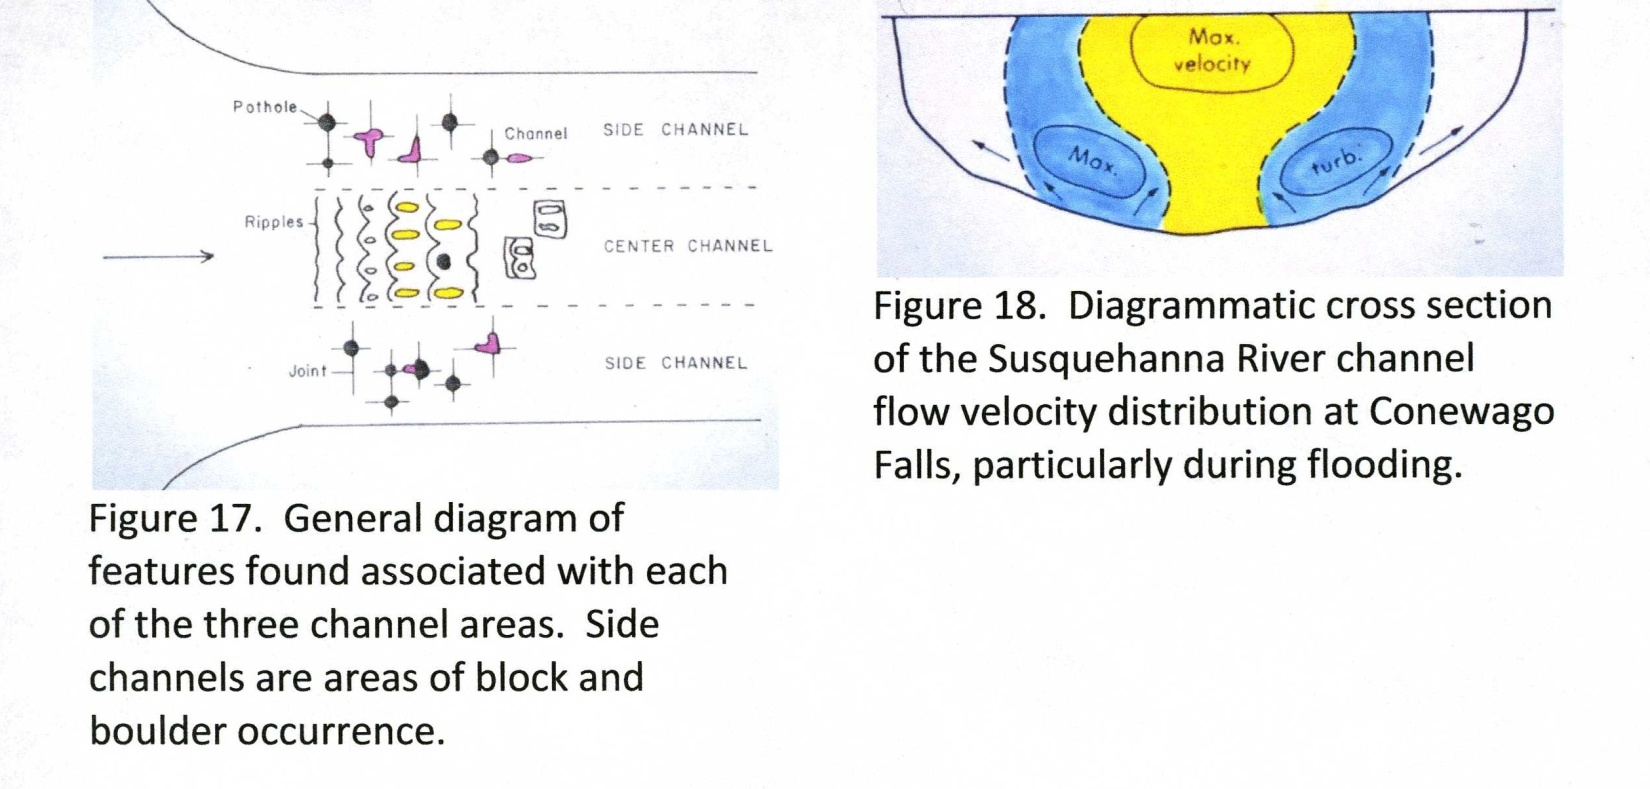 Pothole
Channel
SIDE CHANNEL
Ripples
CENTER CHANNEL
Joint
SIDE CHANNEL
Figure 17. General diagram of
features found associated with each
of the three channel areas. Side
channels are areas of block and
boulder occurrence.
Max.
velocity
Max.
turb.
Figure 18. Diagrammatic cross section
of the Susquehanna River channel
flow velocity distribution at Conewago
Falls, particularly during flooding.